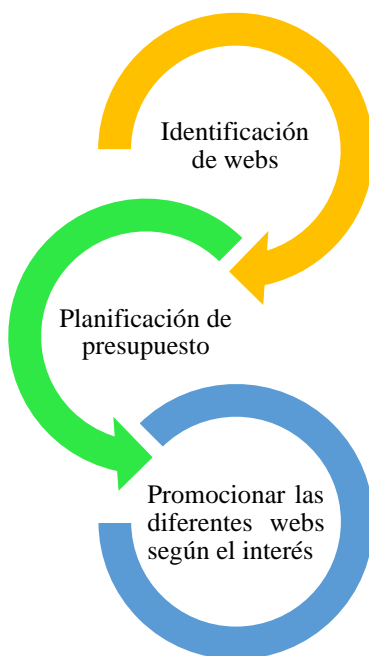 Identificación
de webs
Planificación de
presupuesto
Promocionar las
diferentes webs
según el interés